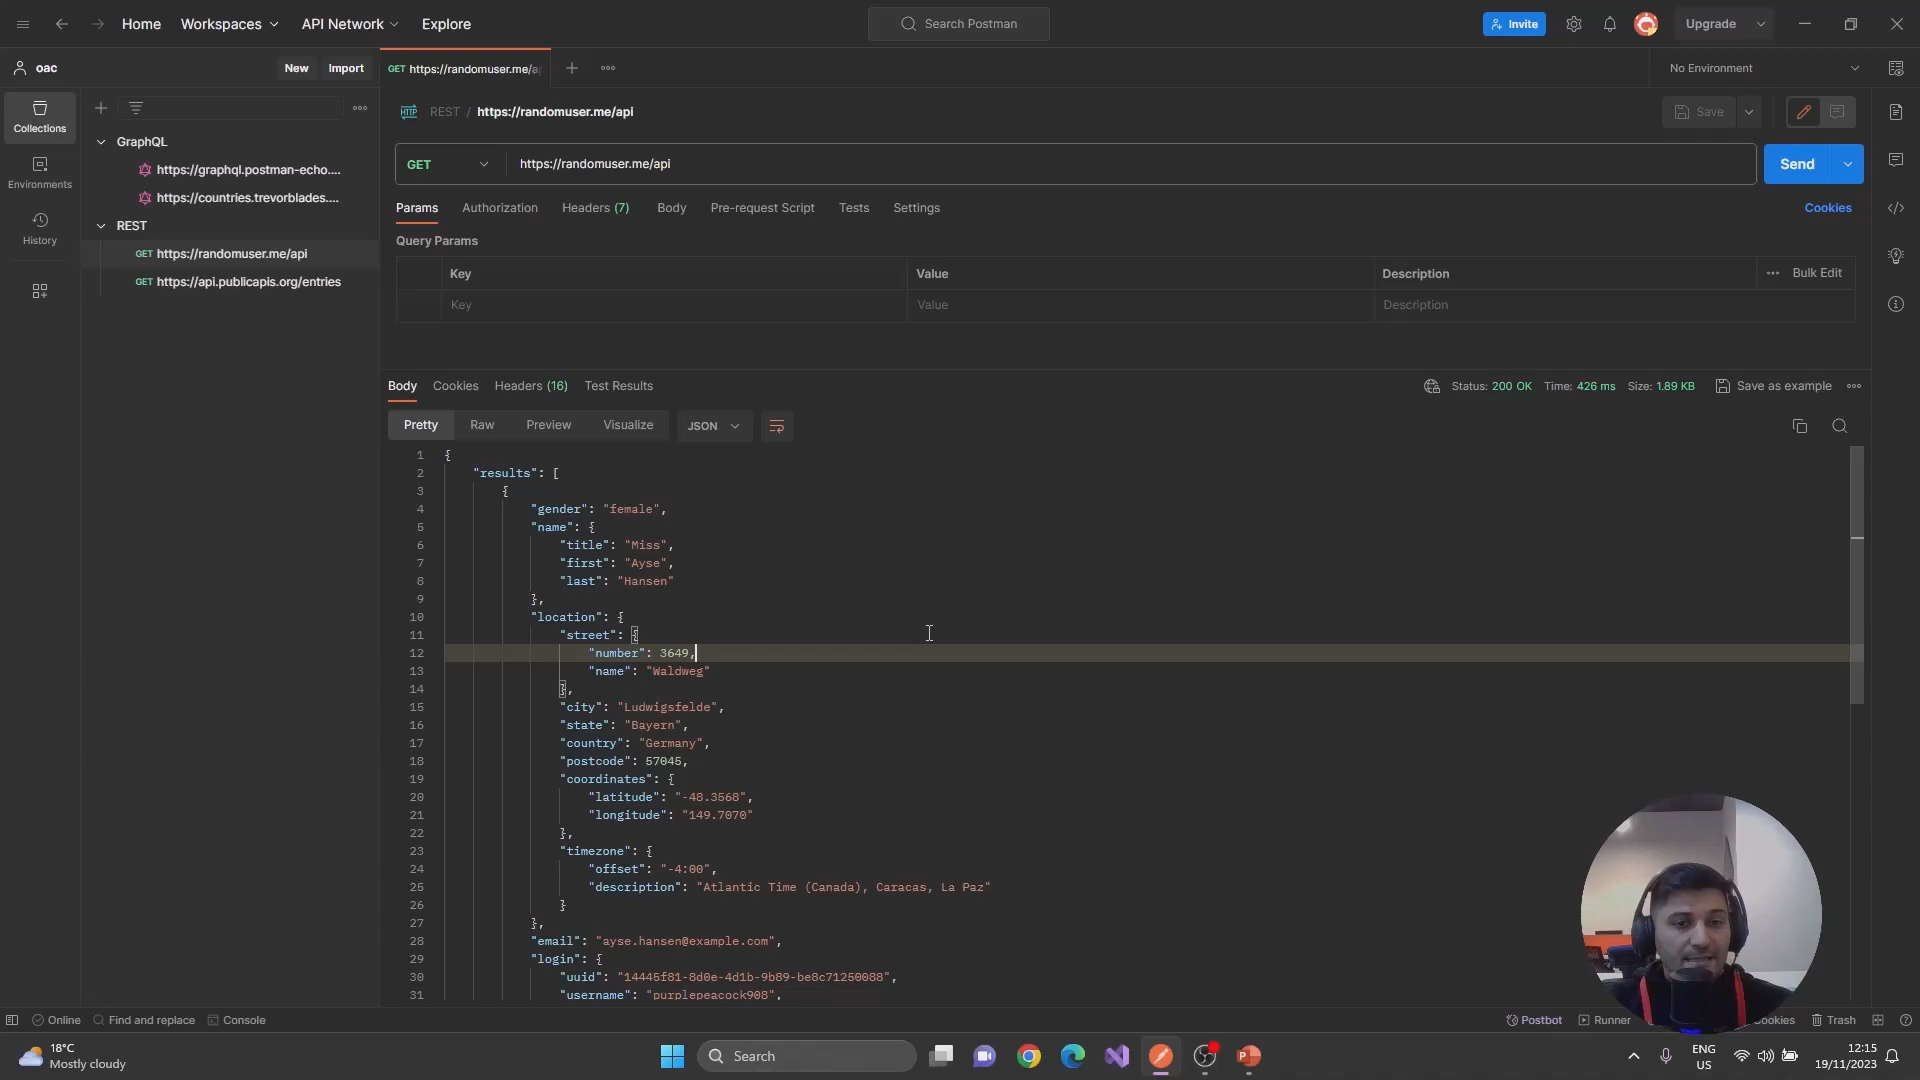 Home Workspaces API Network Explore Search Postman Invite Upgrade
oac New Import GET https://randomuser.me/a No Environment
REST / https://randomuser.me/api Save
Collections
GraphQL
https://graphql.postman-echo....
https://countries.trevorblades....
REST
GET https://randomuser.me/api
GET https://api.publicapis.org/entries
Environments
History
GET https://randomuser.me/api Send
Params Authorization Headers (7) Body Pre-request Script Tests Settings Cookies
Query Params
Key Value Description Bulk Edit
Key Value Description
Body Cookies Headers (16) Test Results Status: 200 OK Time: 426 ms Size: 1.89 KB Save as example
Pretty Raw Preview Visualize JSON
1 {
2 "results": [
3 {
4 "gender": "female",
5 "name": {
6 "title": "Miss",
7 "first": "Ayse",
8 "last": "Hansen"
9 },
10 "location": {
11 "street": {
12 "number": 3649,
13 "name": "Waldweg"
14 },
15 "city": "Ludwigsfelde",
16 "state": "Bayern",
17 "country": "Germany",
18 "postcode": 57045,
19 "coordinates": {
20 "latitude": "-48.3568",
21 "longitude": "149.7070"
22 },
23 "timezone": {
24 "offset": "-4:00",
25 "description": "Atlantic Time (Canada), Caracas, La Paz"
26 }
27 },
28 "email": "ayse.hansen@example.com",
29 "login": {
30 "uuid": "14445f81-8d0e-4d1b-9b89-be8c71250088",
31 "username": "purplepeacock908",
Online Find and replace Console Postbot Runner Cookies Trash
18°C
Mostly cloudy
Search
ENG
US
12:15
19/11/2023